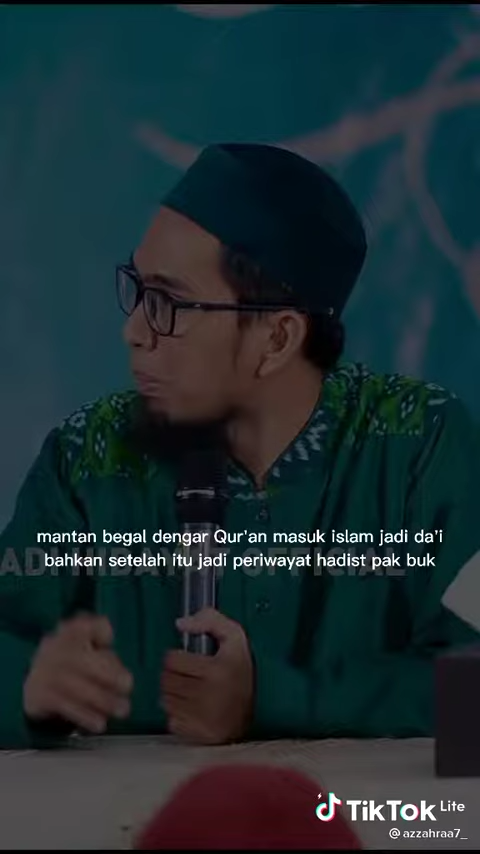 mantan begal dengar Qur'an masuk islam jadi da'i
bahkan setelah itu jadi periwayat hadist pak buk
OFFICIAL
TikTok Lite
@azzahraa7_